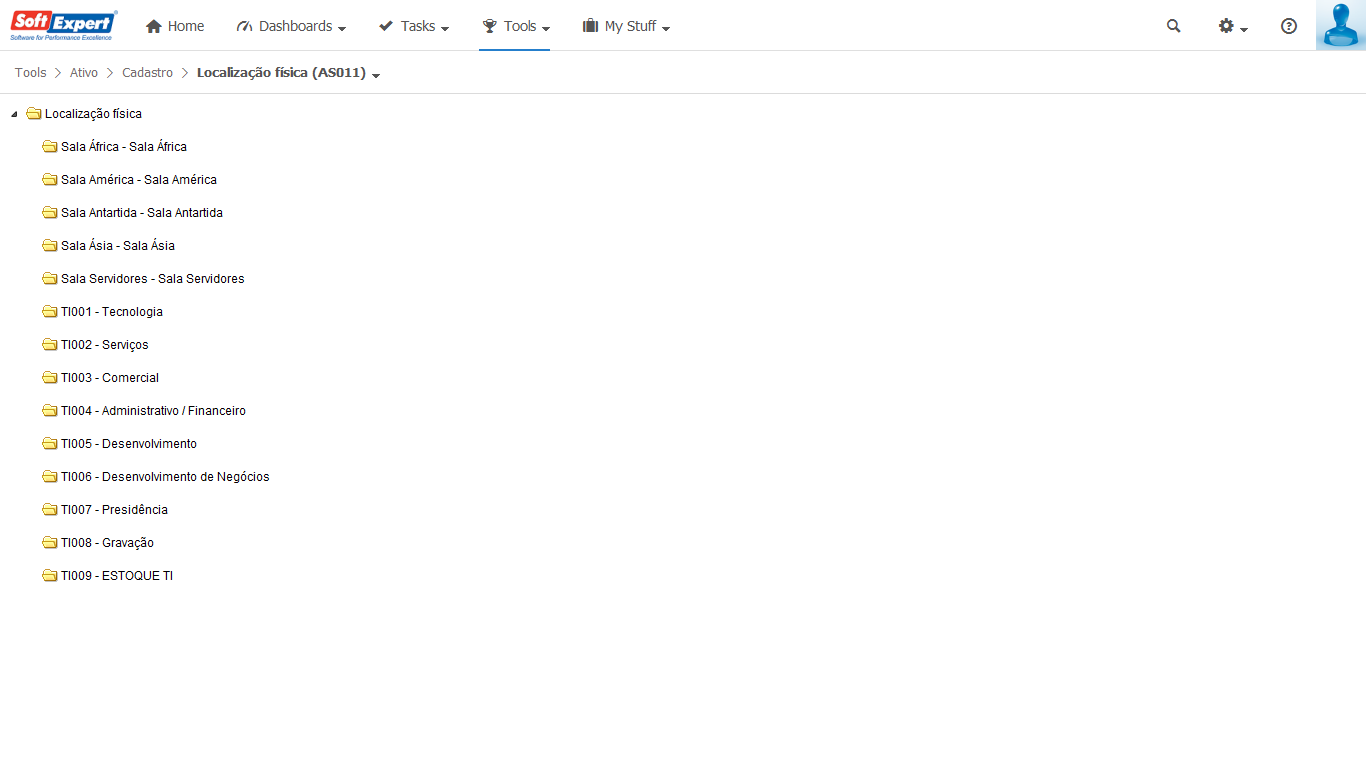 SoftExpert®
Software for Performance Excellence
Home Dashboards Tasks Tools My Stuff
Tools Ativo Cadastro Localização física (AS011)
Localização física
Sala África - Sala África
Sala América - Sala América
Sala Antartida - Sala Antartida
Sala Ásia - Sala Ásia
Sala Servidores - Sala Servidores
TI001 - Tecnologia
TI002 - Serviços
TI003 - Comercial
TI004 - Administrativo / Financeiro
TI005 - Desenvolvimento
TI006 - Desenvolvimento de Negócios
TI007 - Presidência
TI008 - Gravação
TI009 - ESTOQUE TI